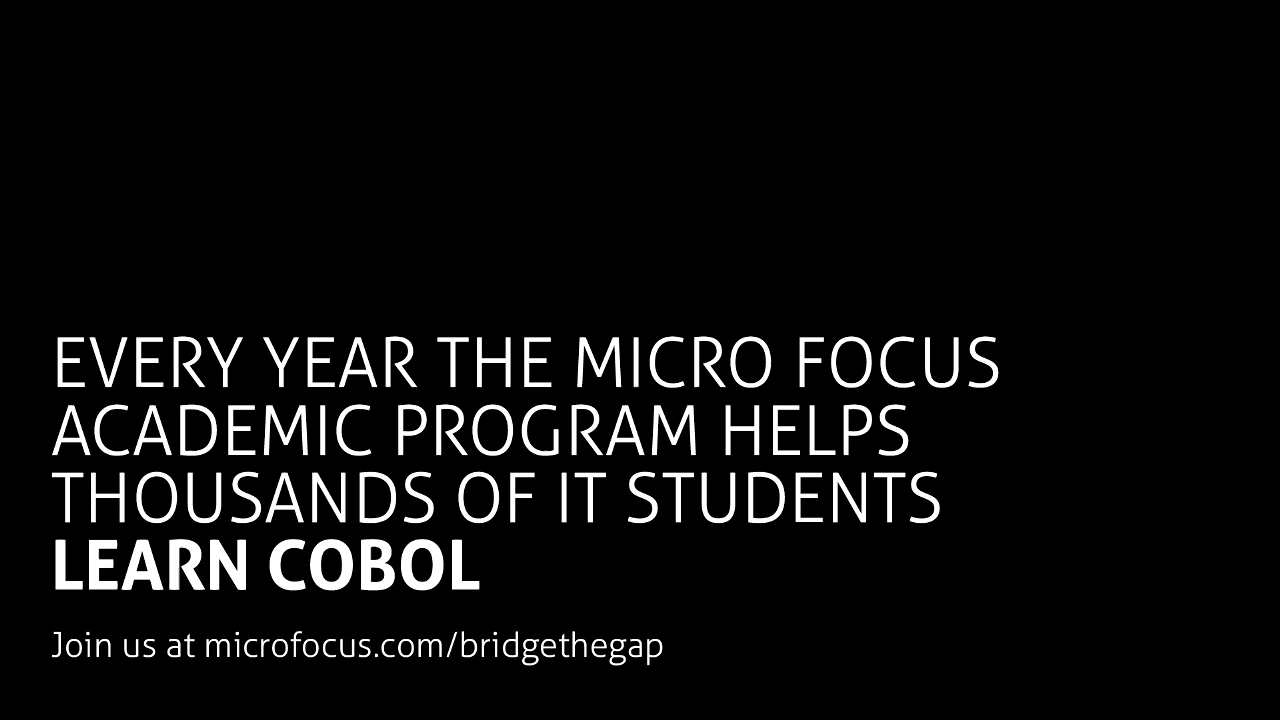 EVERY YEAR THE MICRO FOCUS
ACADEMIC PROGRAM HELPS
THOUSANDS OF IT STUDENTS
LEARN COBOL
Join us at microfocus.com/bridgethegap